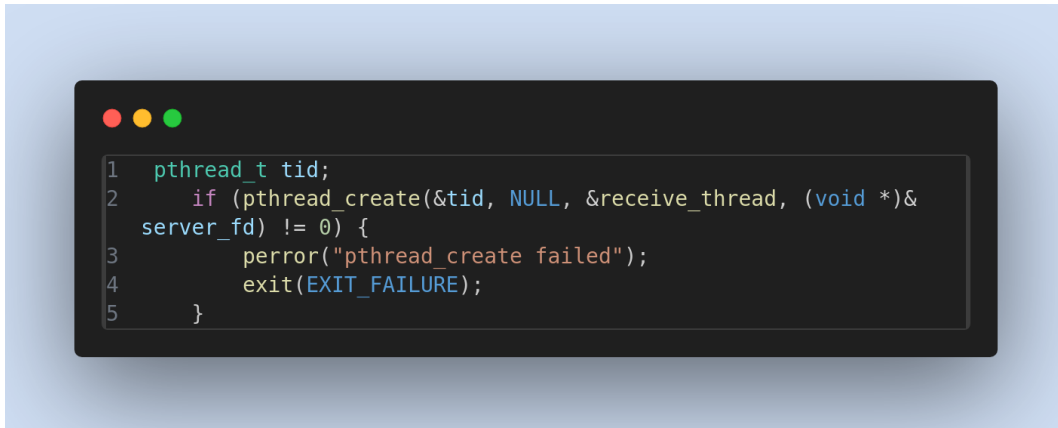 1 pthread_t tid;
2 if (pthread_create(&tid, NULL, &receive_thread, (void *)&
server_fd) != 0) {
3 perror("pthread_create failed");
4 exit(EXIT_FAILURE);
5 }